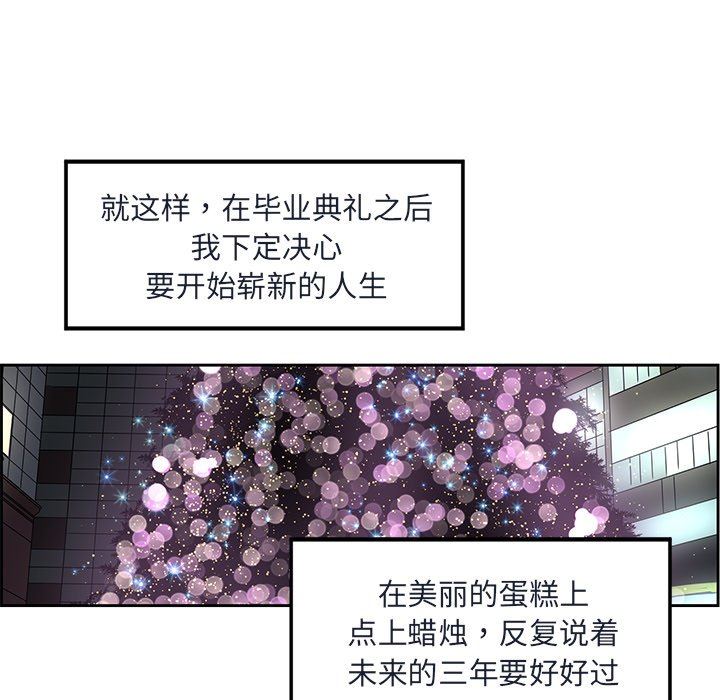 就这样，在毕业典礼之后
我下定决心
要开始崭新的人生
在美丽的蛋糕上
点上蜡烛，反复说着
未来的三年要好好过